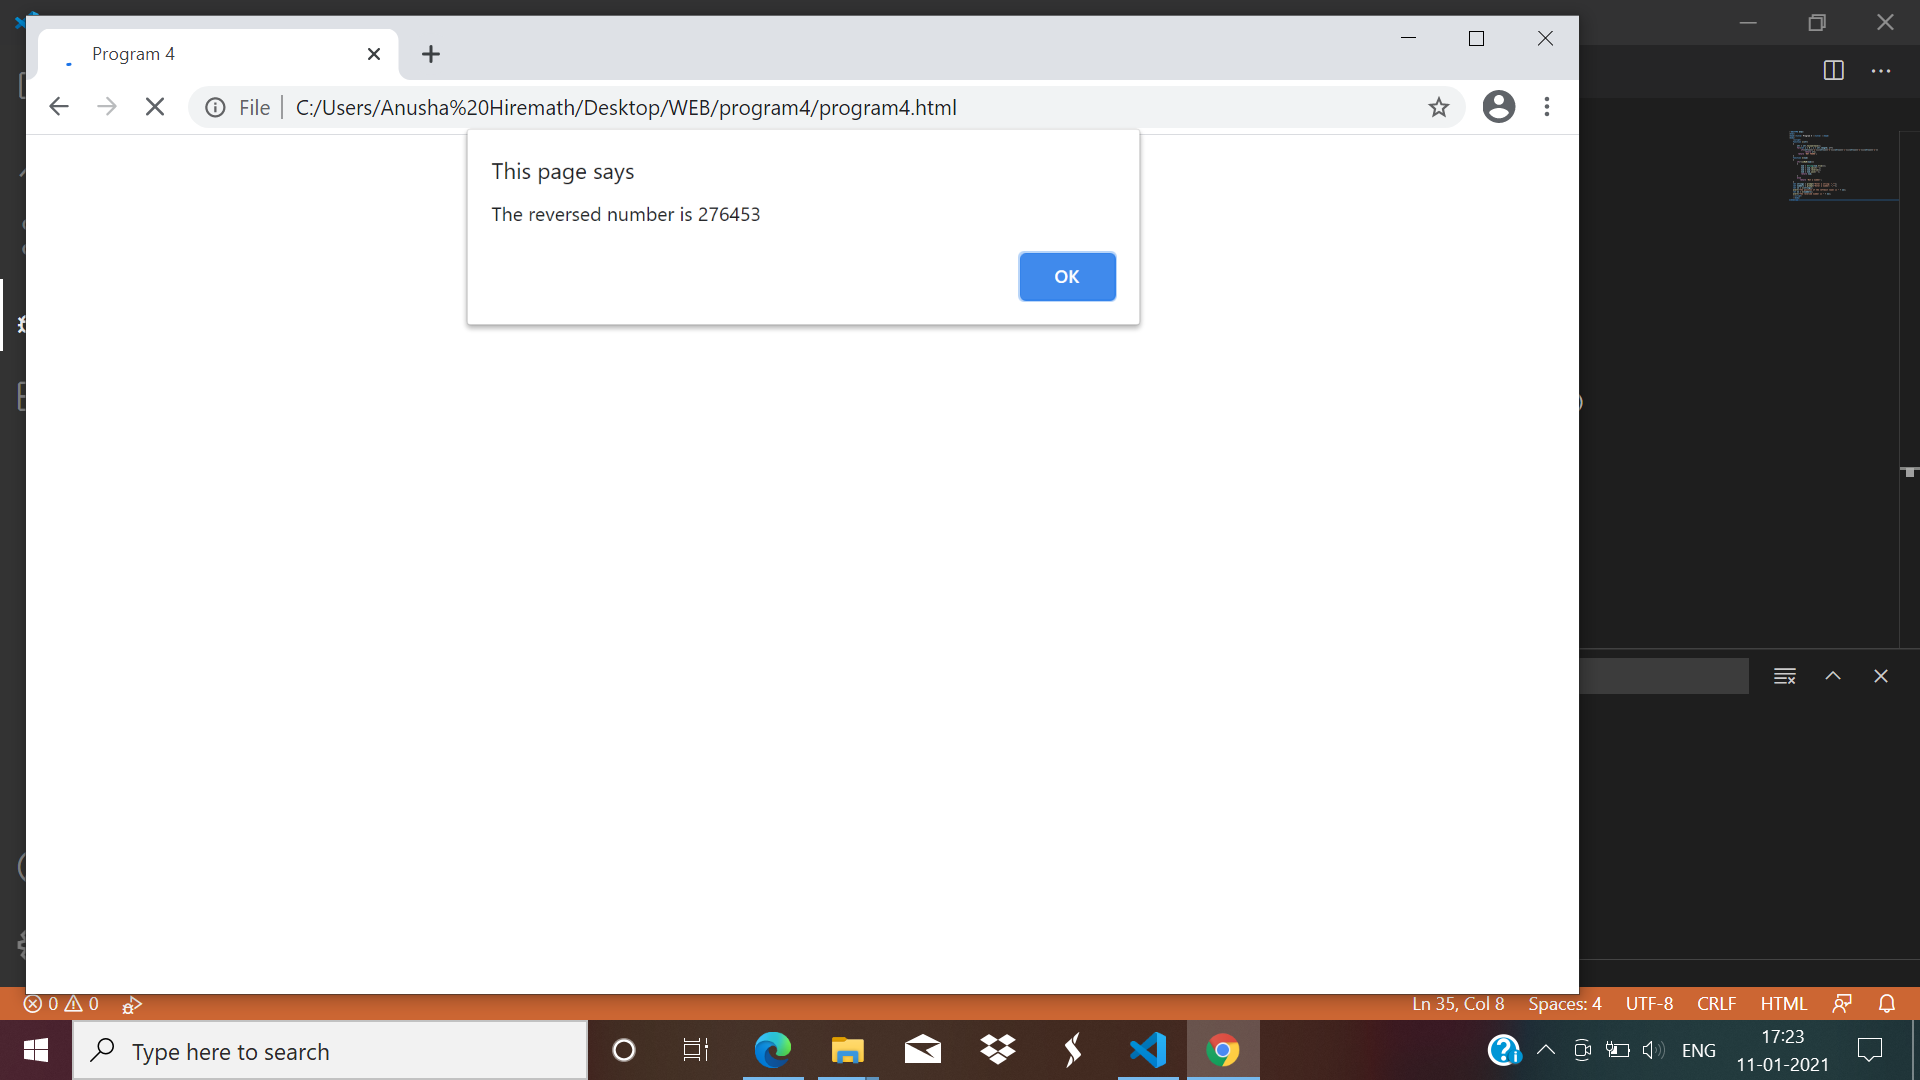 Program 4
File
C:/Users/Anusha%20Hiremath/Desktop/WEB/program4/program4.html
This page says
The reversed number is 276453
OK
0 0
Ln 35, Col 8 Spaces: 4 UTF-8 CRLF HTML
Type here to search
ENG
17:23
11-01-2021